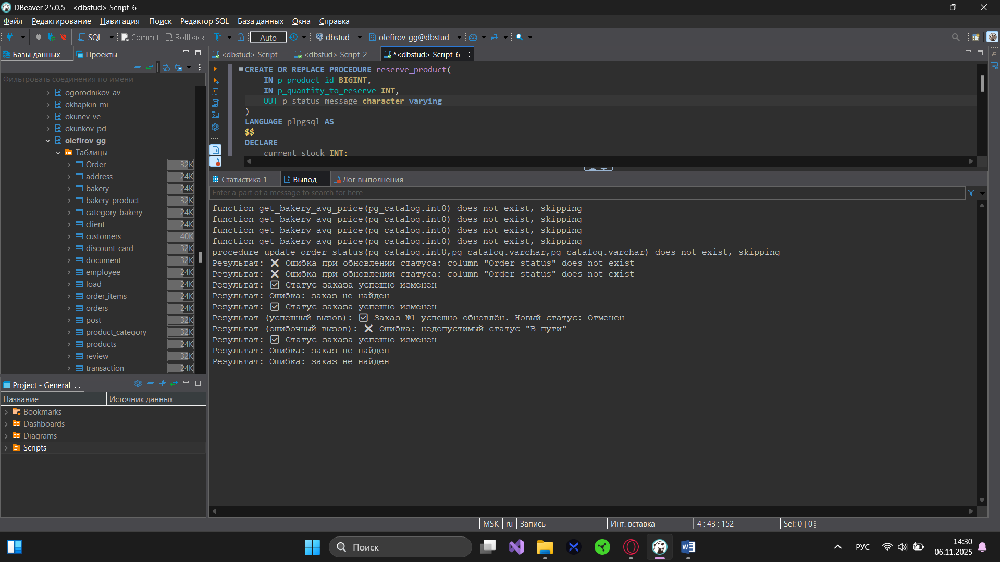 DBeaver 25.0.5 - <dbstud> Script-6
Файл Редактирование Навигация Поиск Редактор SQL База данных Окна Справка
SQL Commit Rollback Auto dbstud olefirov_gg@dbstud
Базы данных Проекты
<dbstud> Script <dbstud> Script-2 *<dbstud> Script-6
Фильтровать соединения по имени
ogorodnikov_av
okhapkin_mi
okunev_ve
okunkov_pd
olefirov_gg
Таблицы
Order 32K
address 24K
bakery 24K
bakery_product 32K
category_bakery 24K
client 24K
customers 40K
discount_card 32K
document 32K
employee 24K
load 24K
order_items 24K
orders 24K
post 32K
product_category 32K
products 24K
review 32K
transaction 24K
Project - General
Название Источник данных
Bookmarks
Dashboards
Diagrams
Scripts
CREATE OR REPLACE PROCEDURE reserve_product(
IN p_product_id BIGINT,
IN p_quantity_to_reserve INT,
OUT p_status_message character varying
)
LANGUAGE plpgsql AS
$$
DECLARE
current_stock INT;
Статистика 1 Вывод Лог выполнения
Enter a part of a message to search for here
function get_bakery_avg_price(pg_catalog.int8) does not exist, skipping
function get_bakery_avg_price(pg_catalog.int8) does not exist, skipping
function get_bakery_avg_price(pg_catalog.int8) does not exist, skipping
function get_bakery_avg_price(pg_catalog.int8) does not exist, skipping
procedure update_order_status(pg_catalog.int8,pg_catalog.varchar,pg_catalog.varchar) does not exist, skipping
Результат: ❌ Ошибка при обновлении статуса: column "Order_status" does not exist
Результат: ❌ Ошибка при обновлении статуса: column "Order_status" does not exist
Результат: ☑ Статус заказа успешно изменен
Результат: Ошибка: заказ не найден
Результат: ☑ Статус заказа успешно изменен
Результат (успешный вызов): ☑ Заказ №1 успешно обновлён. Новый статус: Отменен
Результат (ошибочный вызов): ❌ Ошибка: недопустимый статус "В пути"
Результат: ☑ Статус заказа успешно изменен
Результат: Ошибка: заказ не найден
Результат: Ошибка: заказ не найден
MSK ru Запись Инт. вставка 4 : 43 : 152 Sel: 0 | 0
Поиск
РУС
14:30
06.11.2025